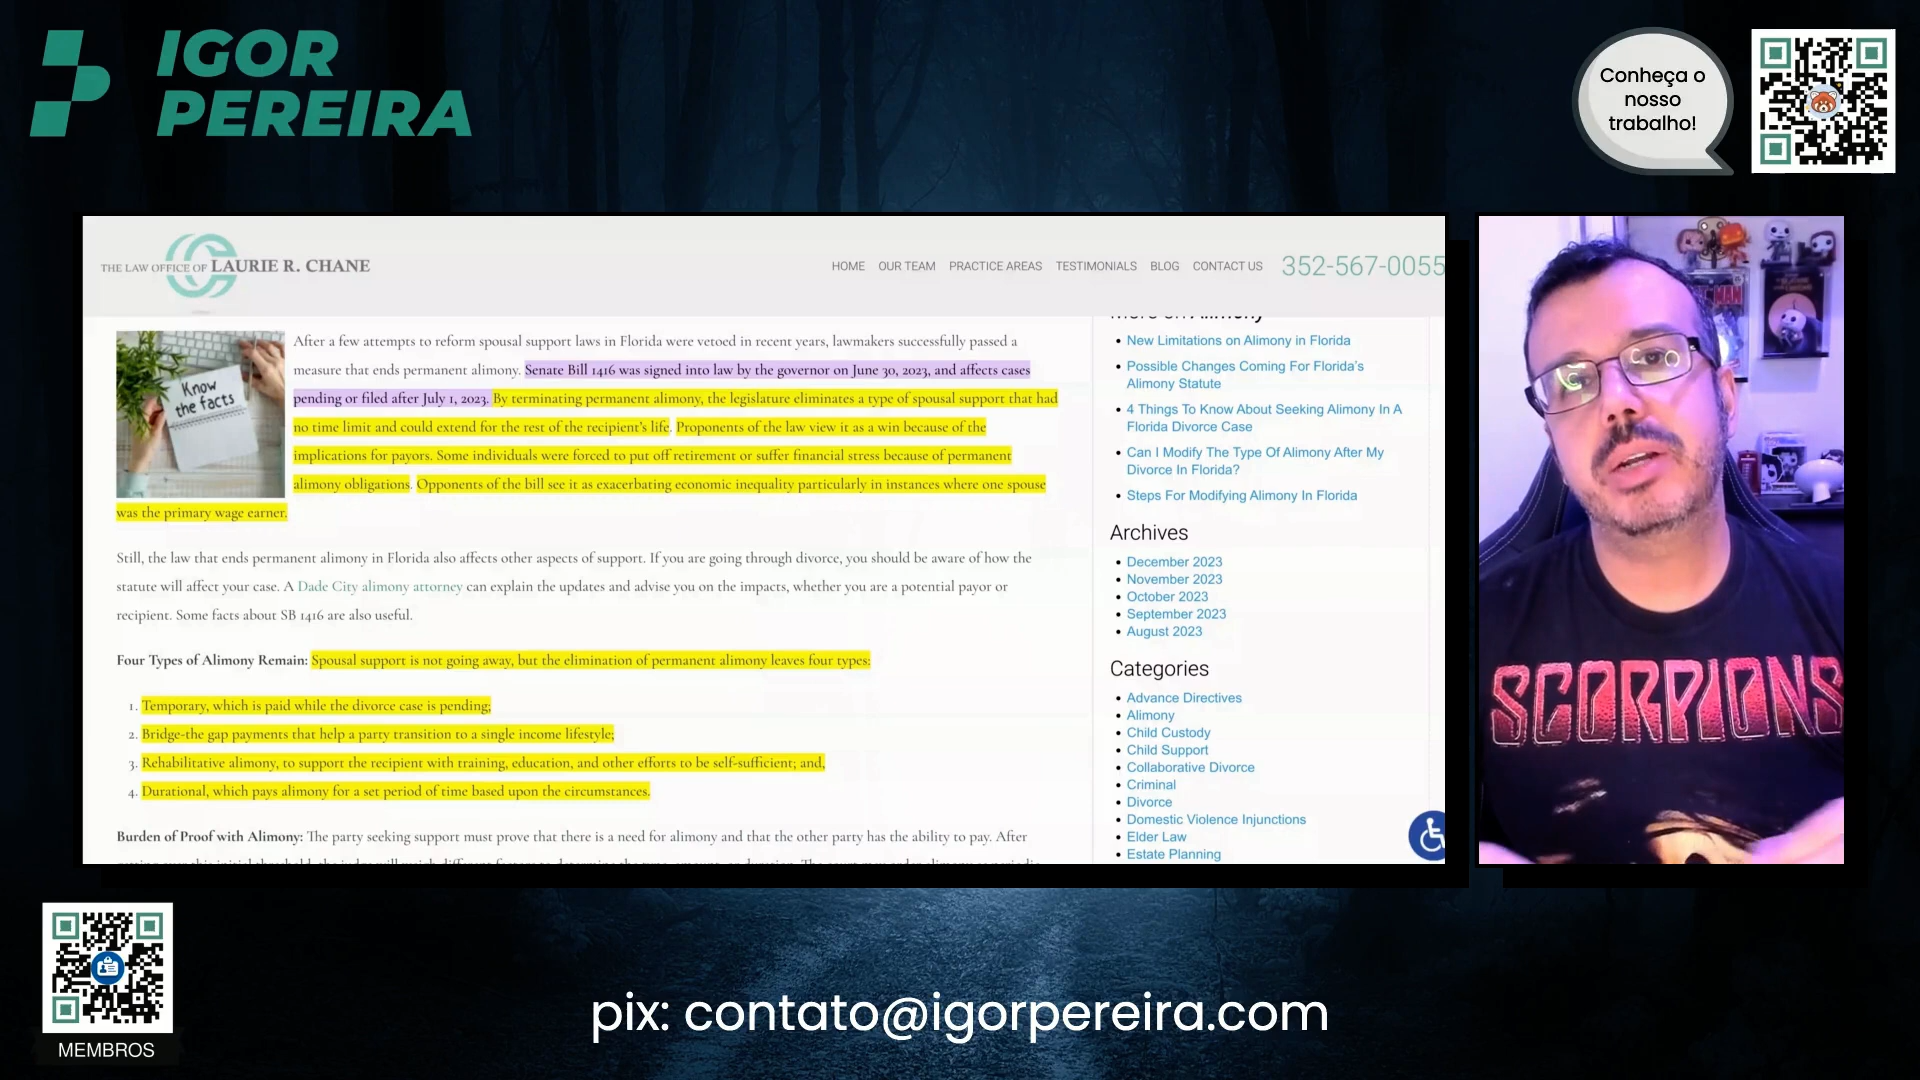 IGOR
PEREIRA
Conheça o
nosso
trabalho!
THE LAW OFFICE OF LAURIE R. CHANE
HOME OUR TEAM PRACTICE AREAS TESTIMONIALS BLOG CONTACT US 352-567-0055
Know
the facts
After a few attempts to reform spousal support laws in Florida were vetoed in recent years, lawmakers successfully passed a
measure that ends permanent alimony. Senate Bill 1416 was signed into law by the governor on June 30, 2023, and affects cases
pending or filed after July 1, 2023. By terminating permanent alimony, the legislature eliminates a type of spousal support that had
no time limit and could extend for the rest of the recipient's life. Proponents of the law view it as a win because of the
implications for payors. Some individuals were forced to put off retirement or suffer financial stress because of permanent
alimony obligations. Opponents of the bill see it as exacerbating economic inequality particularly in instances where one spouse
was the primary wage earner.
Still, the law that ends permanent alimony in Florida also affects other aspects of support. If you are going through divorce, you should be aware of how the
statute will affect your case. A Dade City alimony attorney can explain the updates and advise you on the impacts, whether you are a potential payor or
recipient. Some facts about SB 1416 are also useful.
Four Types of Alimony Remain: Spousal support is not going away, but the elimination of permanent alimony leaves four types:
1. Temporary, which is paid while the divorce case is pending;
2. Bridge-the gap payments that help a party transition to a single income lifestyle;
3. Rehabilitative alimony, to support the recipient with training, education, and other efforts to be self-sufficient; and,
4. Durational, which pays alimony for a set period of time based upon the circumstances.
Burden of Proof with Alimony: The party seeking support must prove that there is a need for alimony and that the other party has the ability to pay. After
More on Alimony
New Limitations on Alimony in Florida
Possible Changes Coming For Florida's
Alimony Statute
4 Things To Know About Seeking Alimony In A
Florida Divorce Case
Can I Modify The Type Of Alimony After My
Divorce In Florida?
Steps For Modifying Alimony In Florida
Archives
December 2023
November 2023
October 2023
September 2023
August 2023
Categories
Advance Directives
Alimony
Child Custody
Child Support
Collaborative Divorce
Criminal
Divorce
Domestic Violence Injunctions
Elder Law
Estate Planning
SCORPIONS
MEMBROS
pix: contato@igorpereira.com